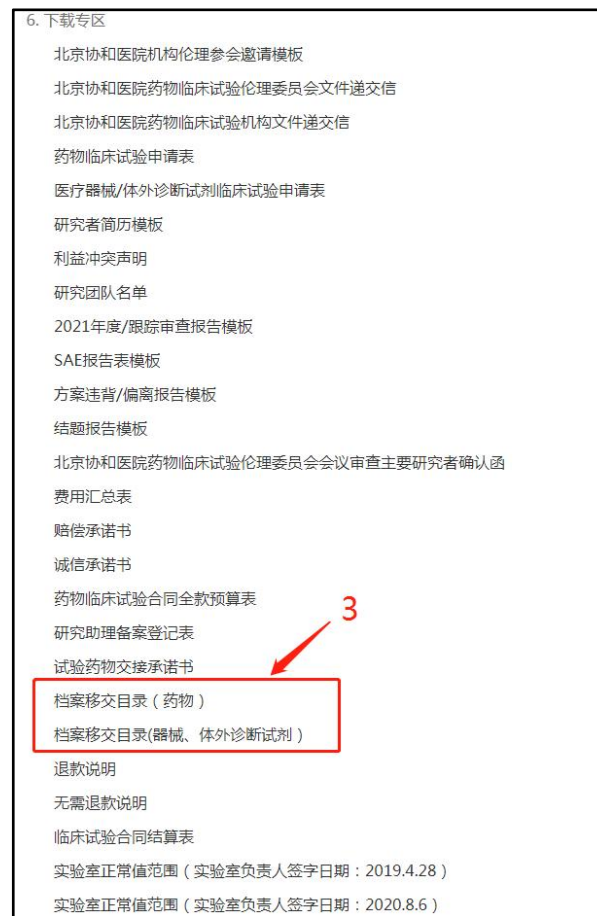 6. 下载专区
北京协和医院机构伦理参会邀请模板
北京协和医院药物临床试验伦理委员会文件递交信
北京协和医院药物临床试验机构文件递交信
药物临床试验申请表
医疗器械/体外诊断试剂临床试验申请表
研究者简历模板
利益冲突声明
研究团队名单
2021年度/跟踪审查报告模板
SAE报告表模板
方案违背/偏离报告模板
结题报告模板
北京协和医院药物临床试验伦理委员会会议审查主要研究者确认函
费用汇总表
赔偿承诺书
诚信承诺书
药物临床试验合同全款预算表
3
研究助理备案登记表
试验药物交接承诺书
档案移交目录（药物）
档案移交目录(器械、体外诊断试剂）
退款说明
无需退款说明
临床试验合同结算表
实验室正常值范围（实验室负责人签字日期：2019.4.28）
实验室正常值范围（实验室负责人签字日期：2020.8.6）